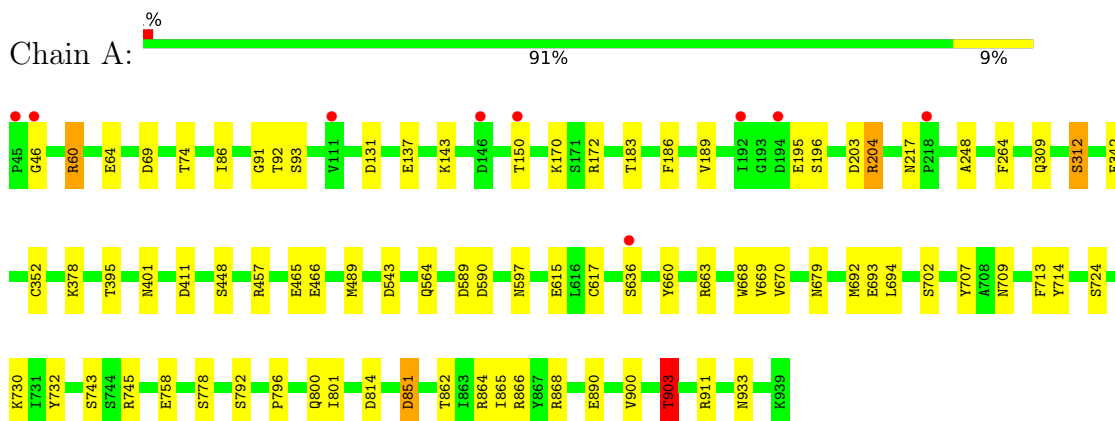 .%
Chain A:
91% 9%
P45 G46 R60 E64 D69 T74 I86 G91 T92 S93 V111 D131 E137 K143 D146 T150 K170 S171 R172 T183 F186 V189 I192 G193 D194 E195 S196 D203 R204 N217 P218 A248 F264 Q309 S312
C352 K378 T395 N401 D411 S448 R457 E465 E466 M489 D543 Q564 D589 D590 N597 E615 L616 C617 S636 Y660 R663 W668 V669 V670 N679 M692 E693 L694 S702 Y707 A708 N709 F713 Y714 S724
K730 I731 Y732 S743 S744 R745 E758 S778 S792 P796 Q800 I801 D814 D851 T862 I863 R864 I865 R866 Y867 R868 E890 V900 T903 R911 N933 K939